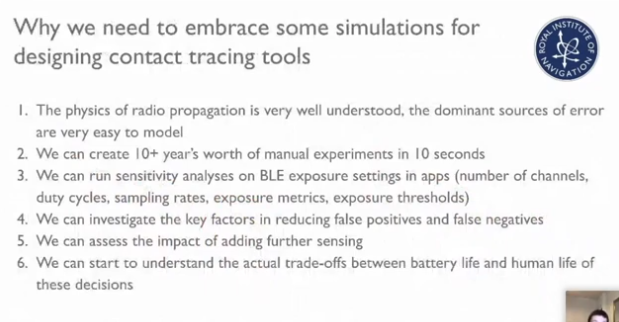 Why we need to embrace some simulations for
designing contact tracing tools
ROYAL INSTITUTE OF
NAVIGATION
1. The physics of radio propagation is very well understood, the dominant sources of error
are very easy to model
2. We can create 10+ year's worth of manual experiments in 10 seconds
3. We can run sensitivity analyses on BLE exposure settings in apps (number of channels,
duty cycles, sampling rates, exposure metrics, exposure thresholds)
4. We can investigate the key factors in reducing false positives and false negatives
5. We can assess the impact of adding further sensing
6. We can start to understand the actual trade-offs between battery life and human life of
these decisions